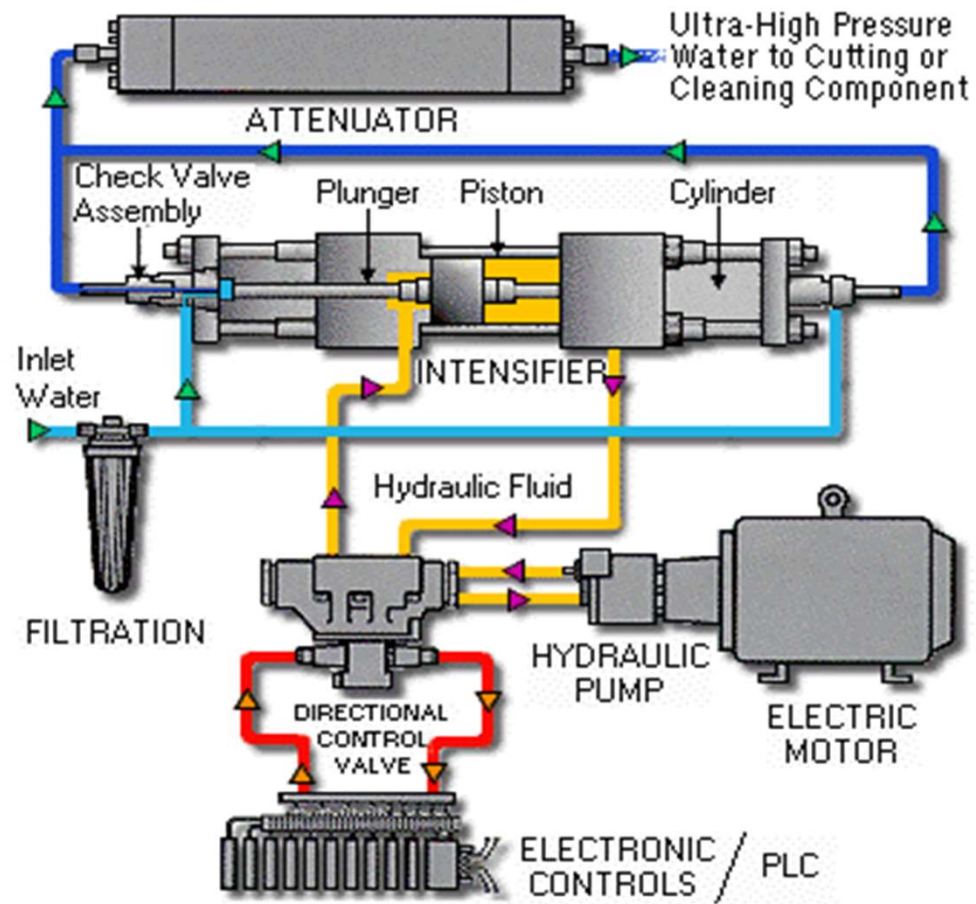 Ultra-High Pressure
Water to Cutting or
Cleaning Component
ATTENUATOR
Check Valve
Assembly
Plunger
Piston
Cylinder
Inlet
Water
INTENSIFIER
Hydraulic Fluid
FILTRATION
HYDRAULIC
PUMP
ELECTRIC
MOTOR
DIRECTIONAL
CONTROL
VALVE
ELECTRONIC
CONTROLS / PLC